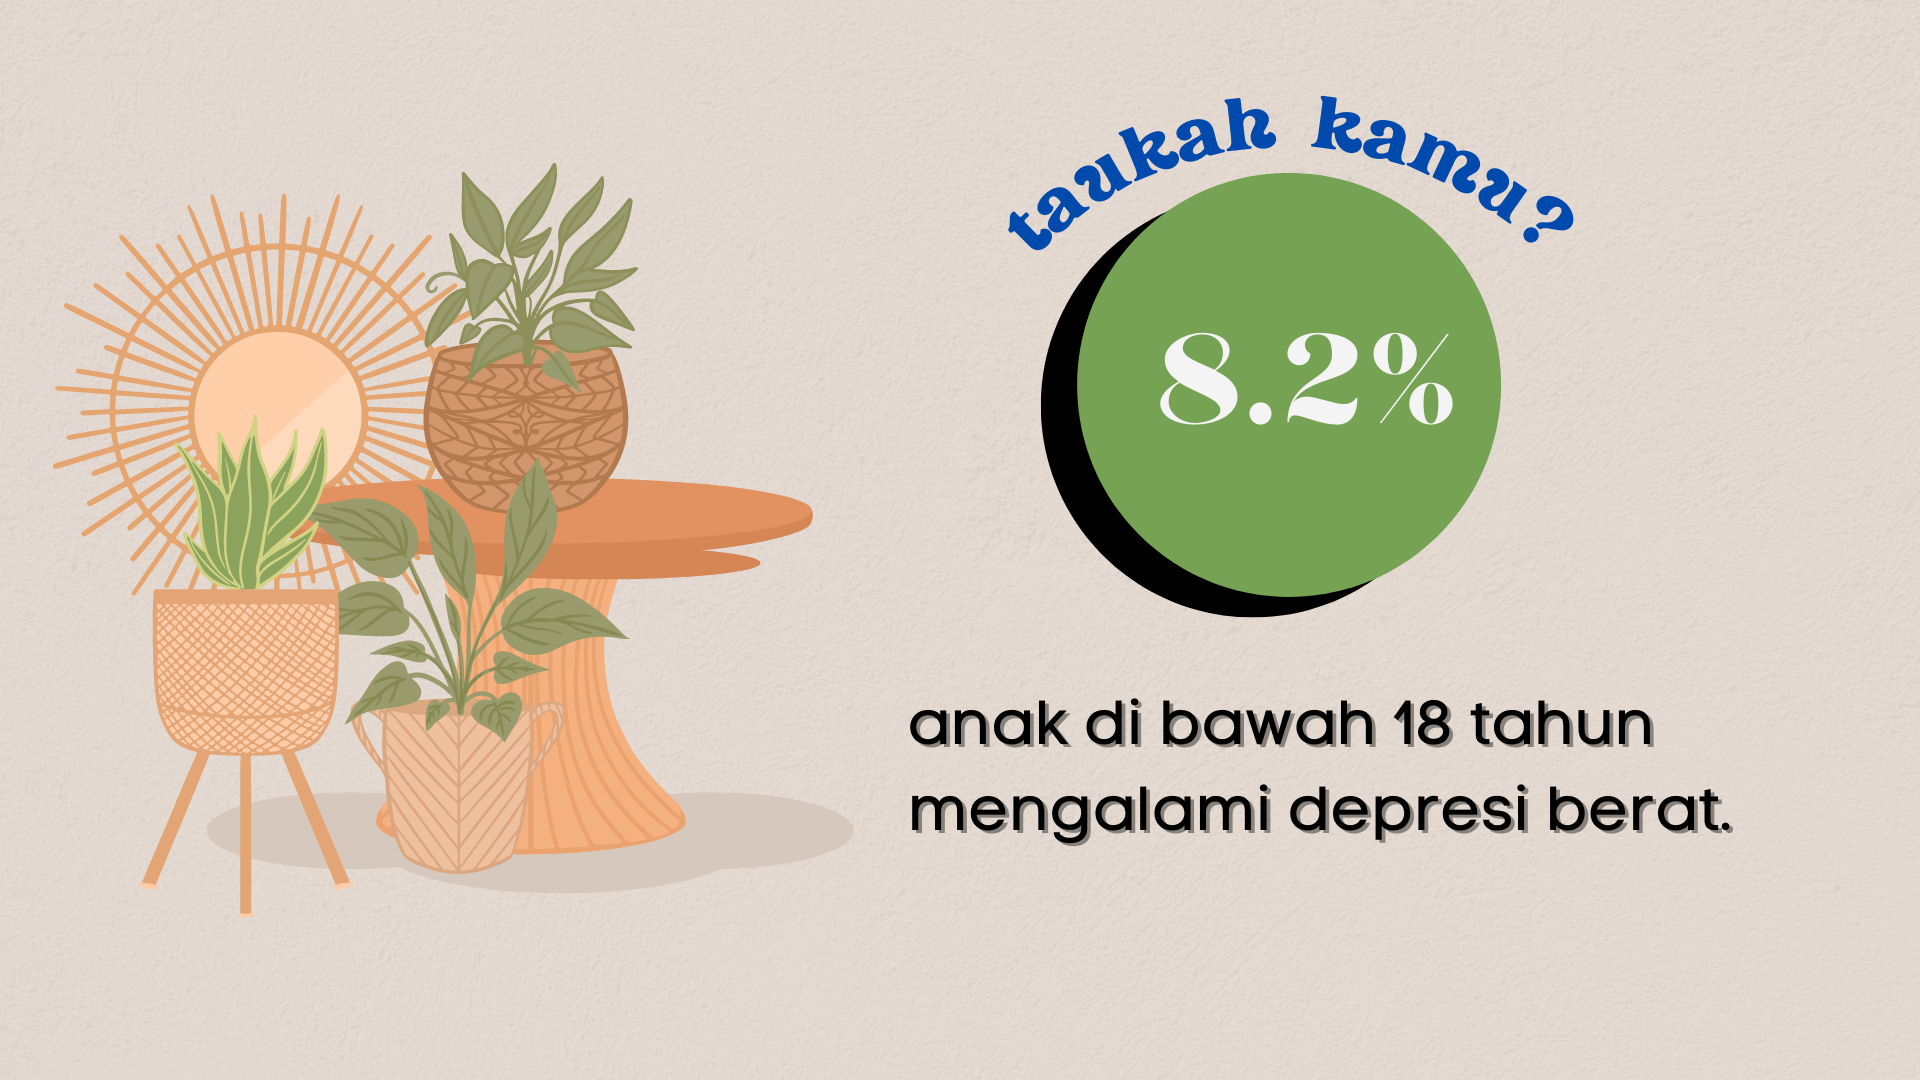 taukah kamu?
8.2%
anak di bawah 18 tahun
mengalami depresi berat.